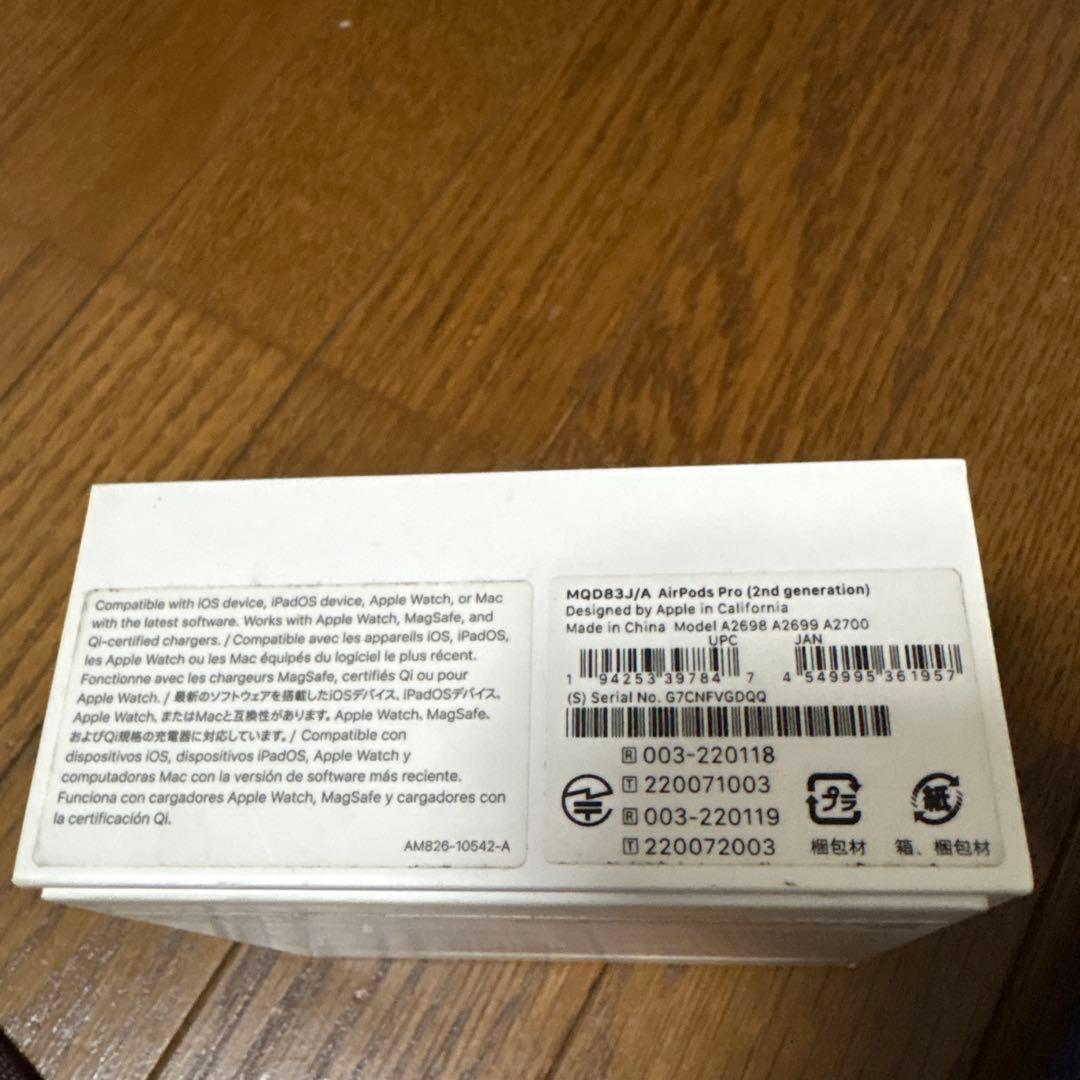 Compatible with iOS device, iPadOS device, Apple Watch, or Mac
with the latest software. Works with Apple Watch, MagSafe, and
Qi-certified chargers. / Compatible avec les appareils iOS, iPadOS,
les Apple Watch ou les Mac équipés du logiciel le plus récent.
Fonctionne avec les chargeurs MagSafe, certifiés Qi ou pour
Apple Watch. / 最新のソフトウェアを搭載したiOSデバイス、iPadOSデバイス、
Apple Watch、またはMacと互換性があります。Apple Watch、MagSafe、
およびQi規格の充電器に対応しています。/ Compatible con
dispositivos iOS, dispositivos iPadOS, Apple Watch y
computadoras Mac con la versión de software más reciente.
Funciona con cargadores Apple Watch, MagSafe y cargadores con
la certificación Qi.
AM826-10542-A
MQD83J/A AirPods Pro (2nd generation)
Designed by Apple in California
Made in China Model A2698 A2699 A2700
UPC JAN
1 94253 39784 7 4 549995 361957
(S) Serial No. G7CNFVGDQQ
R 003-220118
T 220071003
R 003-220119
T 220072003
プラ 紙
梱包材 箱、梱包材